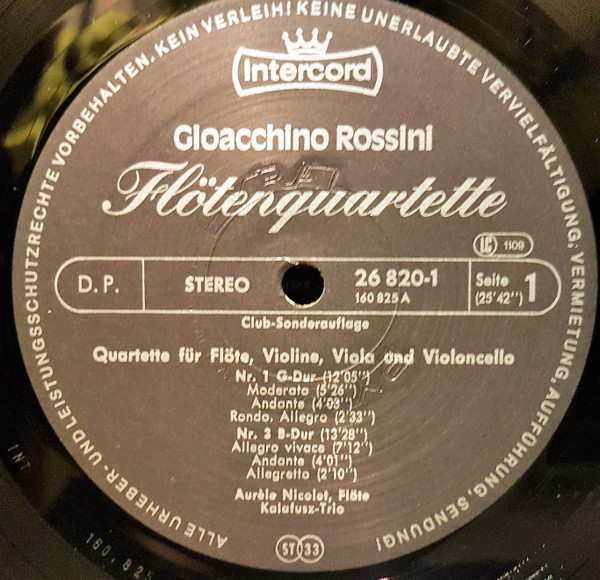 ALLE URHEBER- UND LEISTUNGSSCHUTZRECHTE VORBEHALTEN. KEIN VERLEIH! KEINE UNERLAUBTE VERVIELFÄLTIGUNG; VERMIETUNG, AUFFÜHRUNG, SENDUNG!
Intercord
Gioacchino Rossini
Flötenquartette
LC 1109
D. P.
STEREO
26 820-1
160 825 A
Seite 1
(25'42'')
Club-Sonderauflage
Quartette für Flöte, Violine, Viola und Violoncello
Nr. 1 G-Dur (12'05'')
Moderato (5'26'')
Andante (4'03'')
Rondo. Allegro (2'33'')
Nr. 3 B-Dur (13'28'')
Allegro vivace (7'12'')
Andante (4'01'')
Allegretto (2'10'')
Aurèle Nicolet, Flöte
Kalafusz-Trio
ST 33
INT
160.825